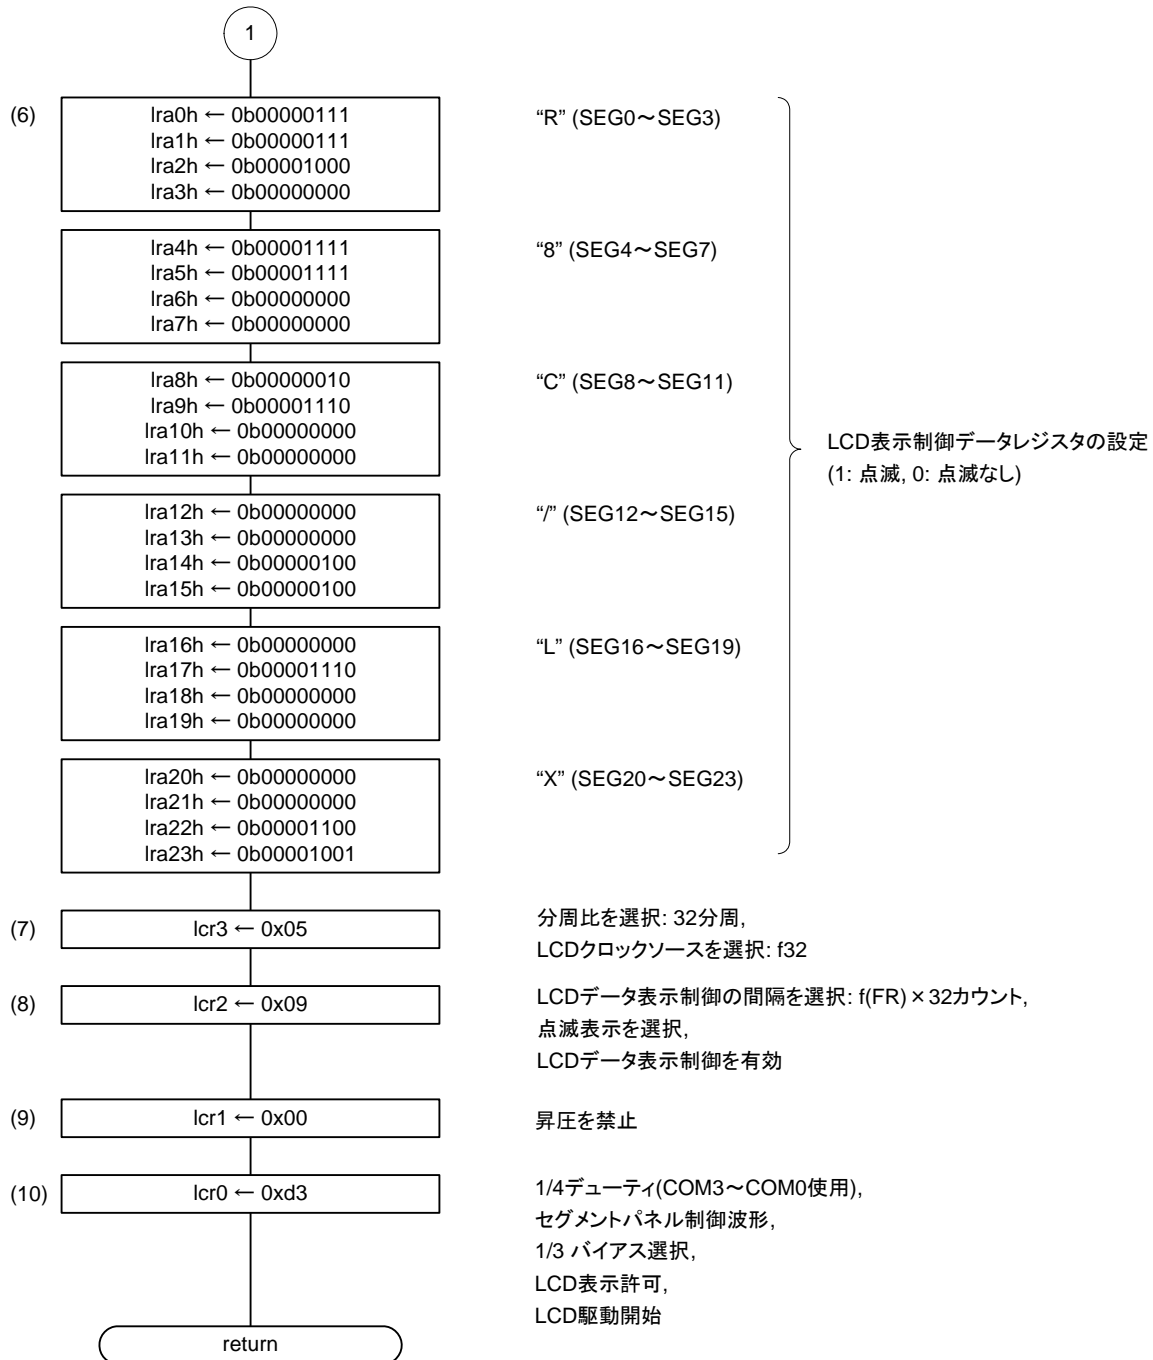 1
(6)
lra0h ← 0b00000111
lra1h ← 0b00000111
lra2h ← 0b00001000
lra3h ← 0b00000000
“R” (SEG0～SEG3)
lra4h ← 0b00001111
lra5h ← 0b00001111
lra6h ← 0b00000000
lra7h ← 0b00000000
“8” (SEG4～SEG7)
lra8h ← 0b00000010
lra9h ← 0b00001110
lra10h ← 0b00000000
lra11h ← 0b00000000
“C” (SEG8～SEG11)
lra12h ← 0b00000000
lra13h ← 0b00000000
lra14h ← 0b00000100
lra15h ← 0b00000100
“/” (SEG12～SEG15)
lra16h ← 0b00000000
lra17h ← 0b00001110
lra18h ← 0b00000000
lra19h ← 0b00000000
“L” (SEG16～SEG19)
lra20h ← 0b00000000
lra21h ← 0b00000000
lra22h ← 0b00001100
lra23h ← 0b00001001
“X” (SEG20～SEG23)
LCD表示制御データレジスタの設定
(1: 点滅, 0: 点滅なし)
(7)
lcr3 ← 0x05
分周比を選択: 32分周,
LCDクロックソースを選択: f32
(8)
lcr2 ← 0x09
LCDデータ表示制御の間隔を選択: f(FR)×32カウント,
点滅表示を選択,
LCDデータ表示制御を有効
(9)
lcr1 ← 0x00
昇圧を禁止
(10)
lcr0 ← 0xd3
1/4デューティ(COM3～COM0使用),
セグメントパネル制御波形,
1/3 バイアス選択,
LCD表示許可,
LCD駆動開始
return